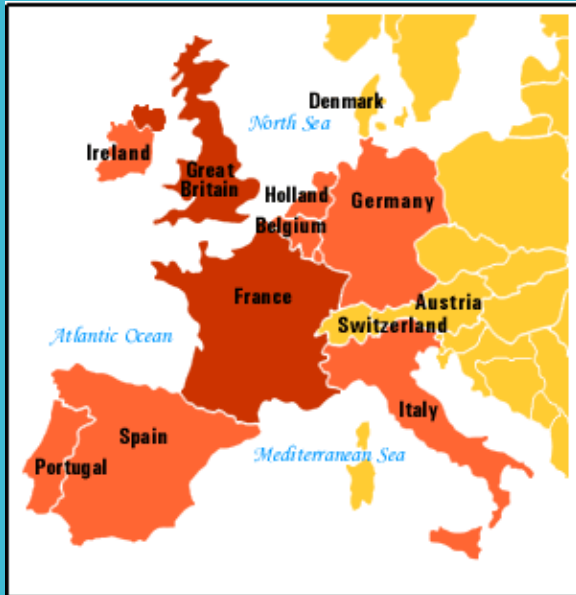 Denmark
North Sea
Ireland
Great
Britain
Holland
Germany
Belgium
France
Austria
Switzerland
Atlantic Ocean
Italy
Spain
Mediterranean Sea
Portugal